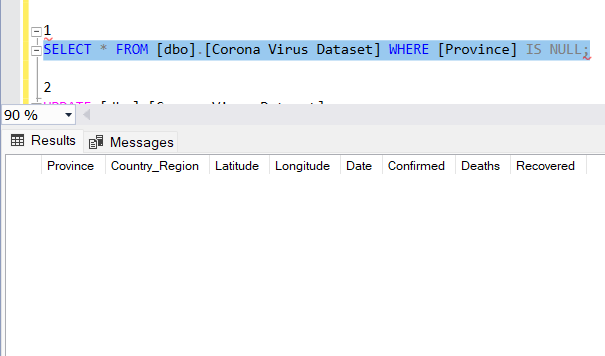 1
SELECT * FROM [dbo].[Corona Virus Dataset] WHERE [Province] IS NULL;
2
90 %
Results Messages
Province Country_Region Latitude Longitude Date Confirmed Deaths Recovered